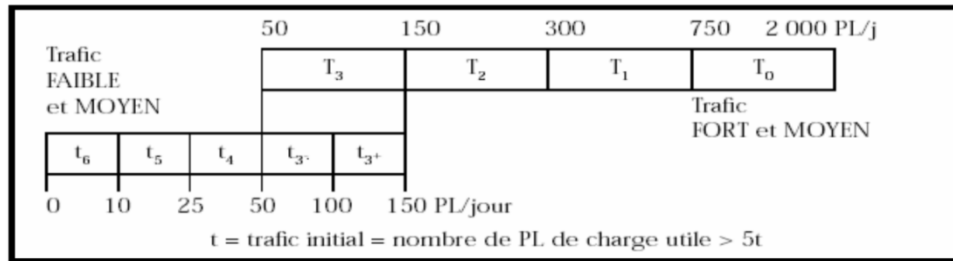 50 150 300 750 2 000 PL/j
Trafic
FAIBLE
et MOYEN
T₃ T₂ T₁ T₀
Trafic
FORT et MOYEN
t₆ t₅ t₄ t₃- t₃+
0 10 25 50 100 150 PL/jour
t = trafic initial = nombre de PL de charge utile > 5t